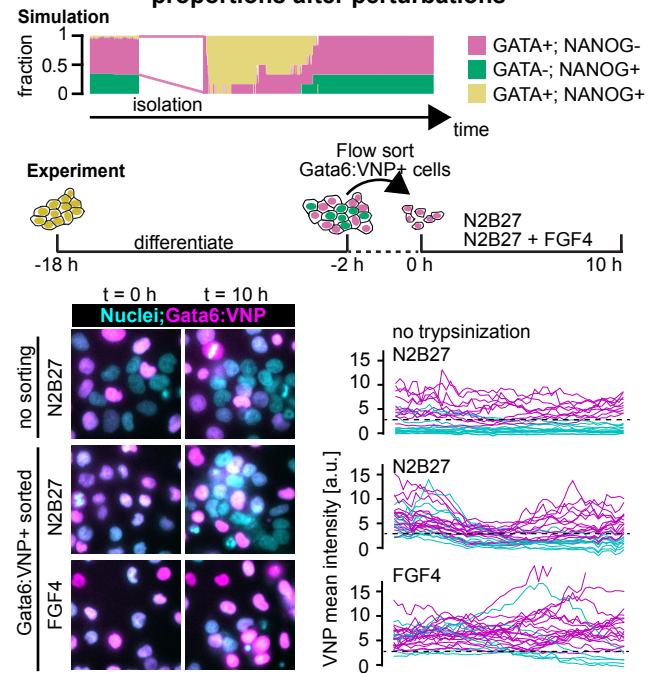 proportions after perturbations
Simulation
fraction
1
0.5
0
GATA+; NANOG-
GATA-; NANOG+
GATA+; NANOG+
isolation
time
Experiment
Flow sort
Gata6:VNP+ cells
differentiate
N2B27
N2B27 + FGF4
-18 h
-2 h
0 h
10 h
t = 0 h
t = 10 h
Nuclei;Gata6:VNP
no sorting
N2B27
Gata6:VNP+ sorted
N2B27
FGF4
no trypsinization
VNP mean intensity [a.u.]
N2B27
15
10
5
0
N2B27
15
10
5
0
FGF4
15
10
5
0